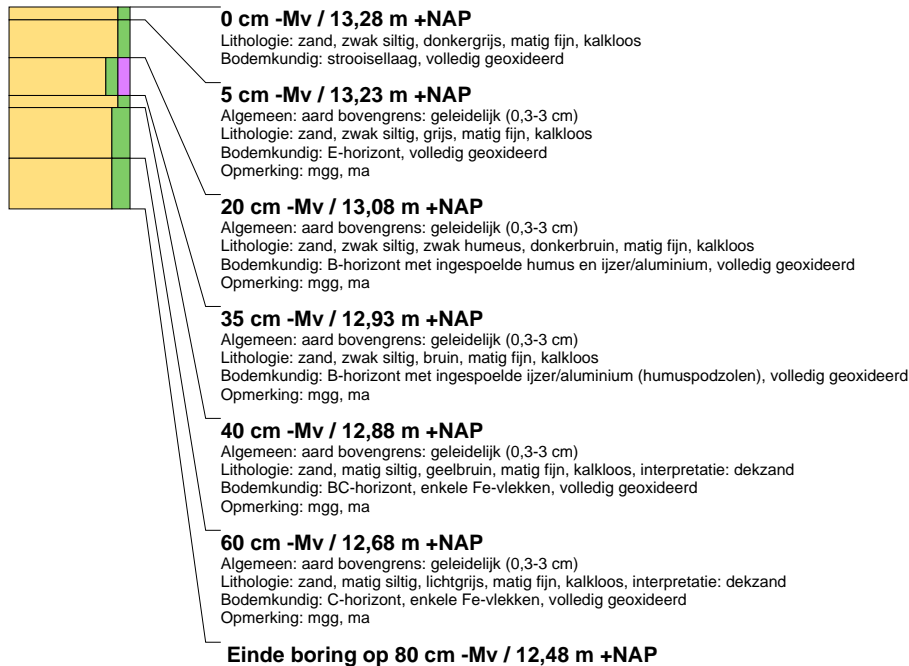 0 cm -Mv / 13,28 m +NAP
Lithologie: zand, zwak siltig, donkergrijs, matig fijn, kalkloos
Bodemkundig: strooisellaag, volledig geoxideerd
5 cm -Mv / 13,23 m +NAP
Algemeen: aard bovengrens: geleidelijk (0,3-3 cm)
Lithologie: zand, zwak siltig, grijs, matig fijn, kalkloos
Bodemkundig: E-horizont, volledig geoxideerd
Opmerking: mgg, ma
20 cm -Mv / 13,08 m +NAP
Algemeen: aard bovengrens: geleidelijk (0,3-3 cm)
Lithologie: zand, zwak siltig, zwak humeus, donkerbruin, matig fijn, kalkloos
Bodemkundig: B-horizont met ingespoelde humus en ijzer/aluminium, volledig geoxideerd
Opmerking: mgg, ma
35 cm -Mv / 12,93 m +NAP
Algemeen: aard bovengrens: geleidelijk (0,3-3 cm)
Lithologie: zand, zwak siltig, bruin, matig fijn, kalkloos
Bodemkundig: B-horizont met ingespoelde ijzer/aluminium (humuspodzolen), volledig geoxideerd
Opmerking: mgg, ma
40 cm -Mv / 12,88 m +NAP
Algemeen: aard bovengrens: geleidelijk (0,3-3 cm)
Lithologie: zand, matig siltig, geelbruin, matig fijn, kalkloos, interpretatie: dekzand
Bodemkundig: BC-horizont, enkele Fe-vlekken, volledig geoxideerd
Opmerking: mgg, ma
60 cm -Mv / 12,68 m +NAP
Algemeen: aard bovengrens: geleidelijk (0,3-3 cm)
Lithologie: zand, matig siltig, lichtgrijs, matig fijn, kalkloos, interpretatie: dekzand
Bodemkundig: C-horizont, enkele Fe-vlekken, volledig geoxideerd
Opmerking: mgg, ma
Einde boring op 80 cm -Mv / 12,48 m +NAP